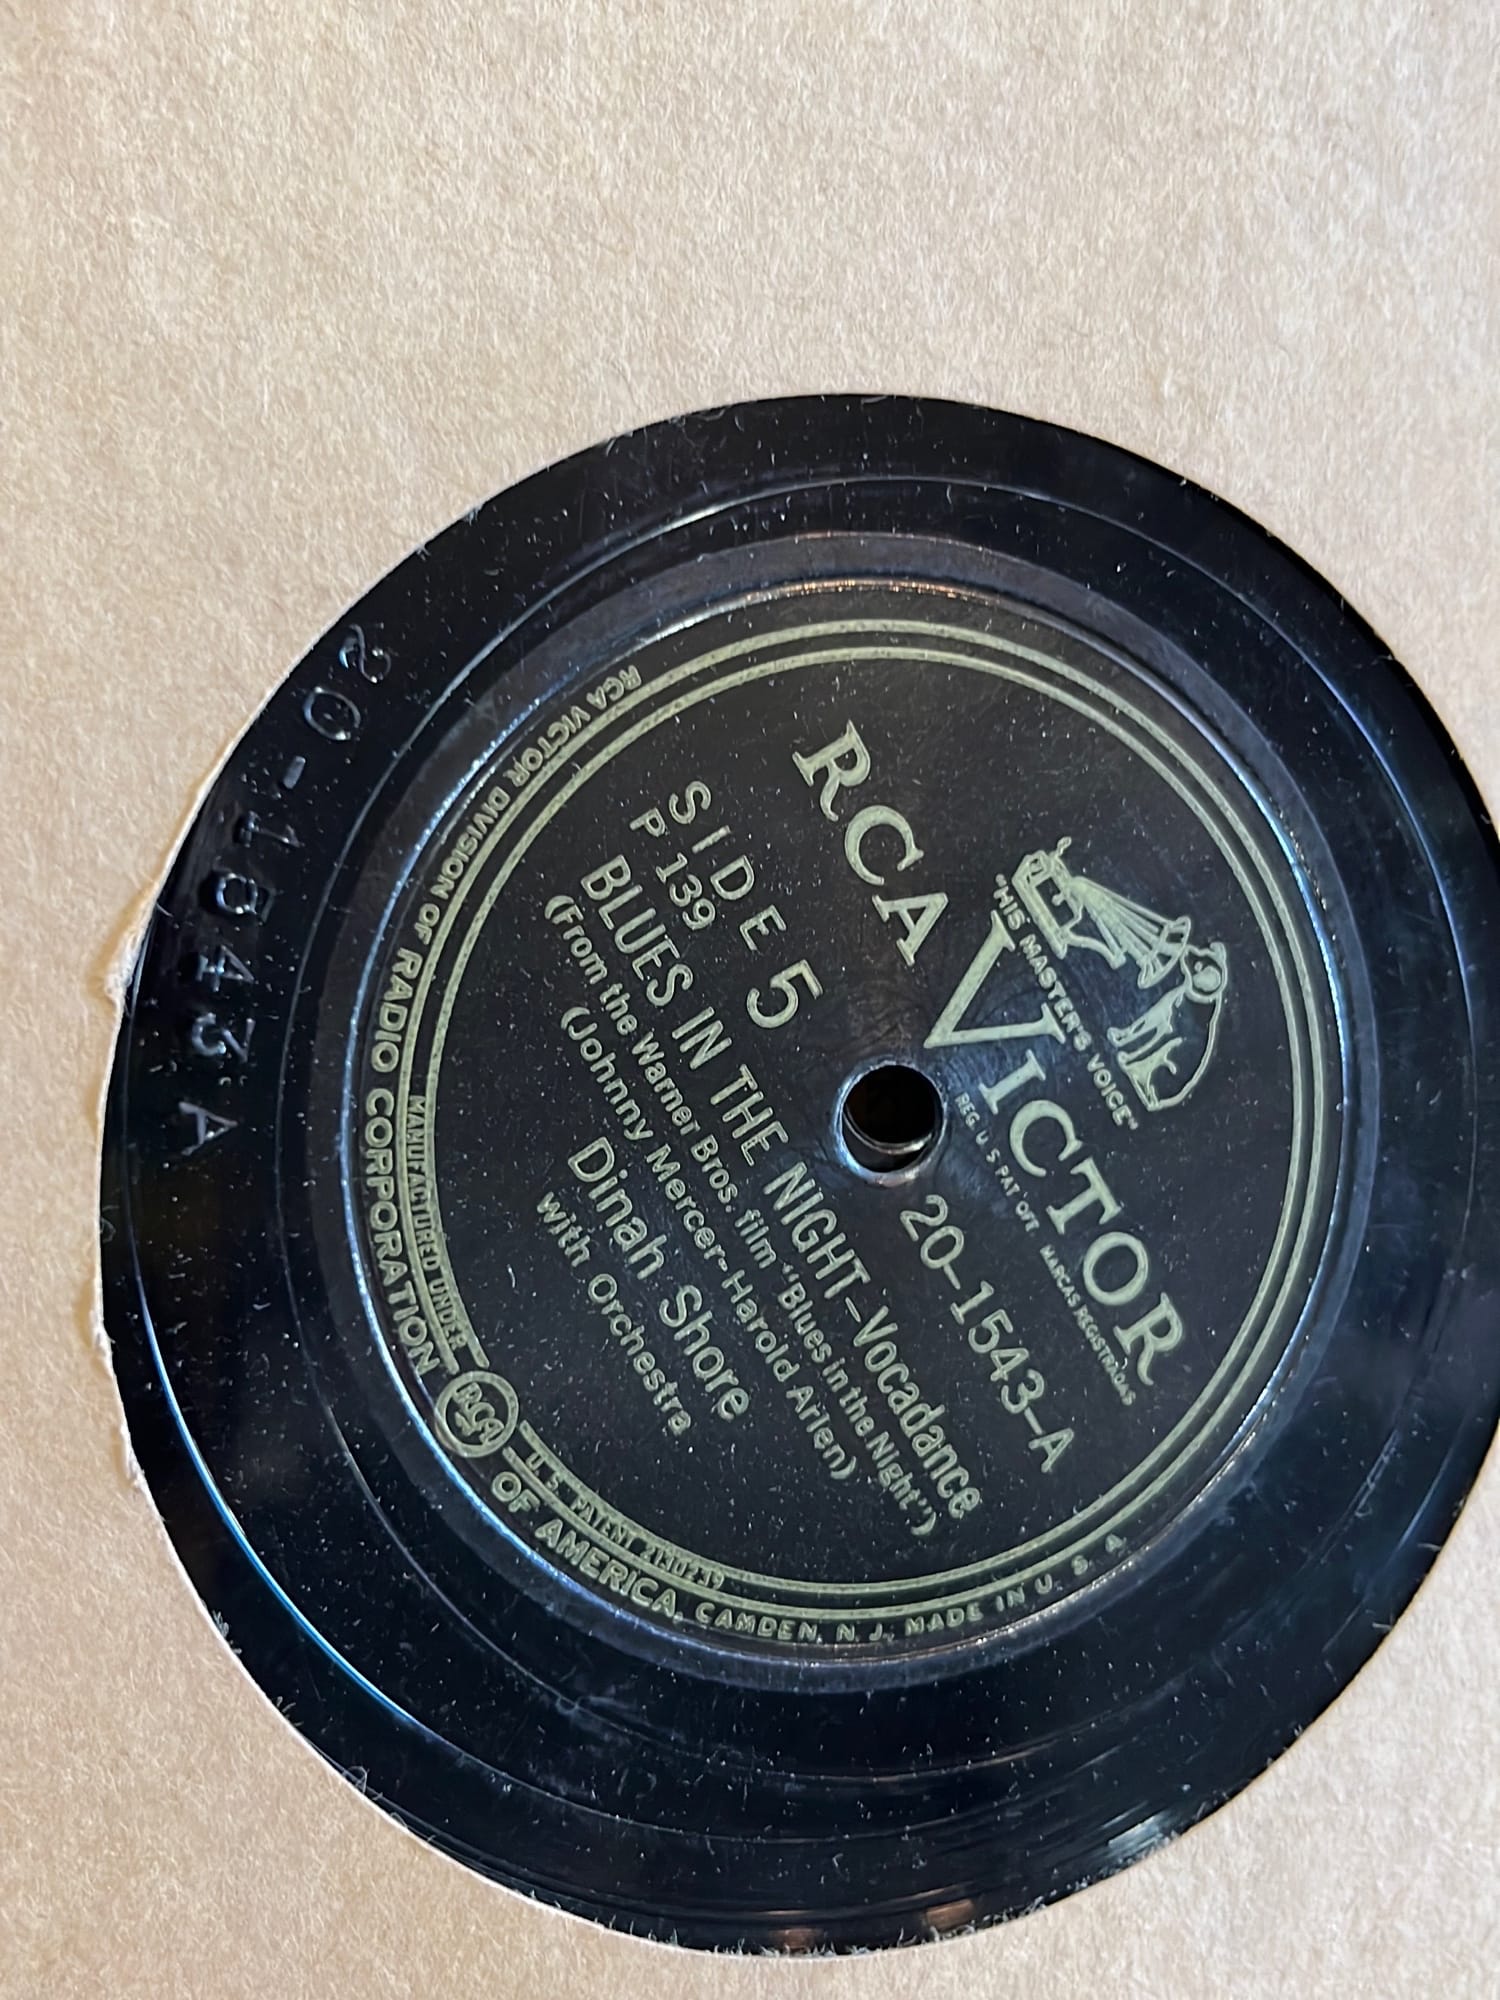 "HIS MASTER'S VOICE"
RCA VICTOR
REG. U. S. PAT. OFF. MARCAS REGISTRADAS
SIDE 5
P 139
20-1543-A
BLUES IN THE NIGHT-Vocadance
(From the Warner Bros. film "Blues in the Night")
(Johnny Mercer-Harold Arlen)
Dinah Shore
with Orchestra
MANUFACTURED UNDER RCA U.S. PATENT 2130239
RCA VICTOR DIVISION OF RADIO CORPORATION OF AMERICA, CAMDEN, N. J. MADE IN U. S. A.
20-1543 A